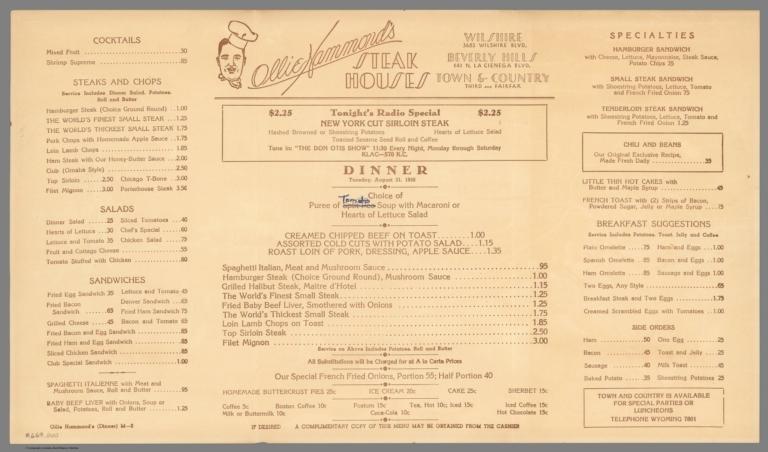 COCKTAILS
Mixed Fruit .50
Shrimp Supreme .85
STEAKS AND CHOPS
Service Includes Dinner Salad, Potatoes,
Roll and Butter
Hamburger Steak (Choice Ground Round) 1.00
THE WORLD'S FINEST SMALL STEAK 1.25
THE WORLD'S THICKEST SMALL STEAK 1.75
Pork Chops with Homemade Apple Sauce 1.75
Loin Lamb Chops 1.85
Ham Steak with Our Honey-Butter Sauce 2.00
Club (Omaha Style) 2.50
Top Sirloin 2.50 Chicago T-Bone 3.00
Filet Mignon 3.00 Porterhouse Steak 3.50
SALADS
Dinner Salad .25 Sliced Tomatoes .40
Hearts of Lettuce .30 Chef's Special .60
Lettuce and Tomato 35 Chicken Salad .75
Fruit and Cottage Cheese .55
Tomato Stuffed with Chicken .80
SANDWICHES
Fried Egg Sandwich 35 Lettuce and Tomato 45
Fried Bacon Sandwich .65 Denver Sandwich .65
Fried Ham Sandwich 75
Grilled Cheese .45 Bacon and Tomato 65
Fried Bacon and Egg Sandwich .85
Fried Ham and Egg Sandwich .85
Sliced Chicken Sandwich .85
Club Special Sandwich 1.00
SPAGHETTI ITALIENNE with Meat and
Mushroom Sauce, Roll and Butter .95
BABY BEEF LIVER with Onions, Soup or
Salad, Potatoes, Roll and Butter 1.25
Ollie Hammond's (Dinner) M-8
Ollie Hammond's
STEAK
HOUSES
WILSHIRE
3683 WILSHIRE BLVD.
BEVERLY HILLS
641 N. LA CIENEGA BLVD.
TOWN & COUNTRY
THIRD and FAIRFAX
$2.25 Tonight's Radio Special $2.25
NEW YORK CUT SIRLOIN STEAK
Hashed Browned or Shoestring Potatoes Hearts of Lettuce Salad
Toasted Sesame Seed Roll and Coffee
Tune in: "THE DON OTIS SHOW" 11:30 Every Night, Monday through Saturday
KLAC—570 K.C.
DINNER
Tuesday, August 31, 1948
Choice of
Tomato
Puree of Split Pea Soup with Macaroni or
Hearts of Lettuce Salad
CREAMED CHIPPED BEEF ON TOAST 1.00
ASSORTED COLD CUTS WITH POTATO SALAD 1.15
ROAST LOIN OF PORK, DRESSING, APPLE SAUCE 1.35
Spaghetti Italian, Meat and Mushroom Sauce .95
Hamburger Steak (Choice Ground Round), Mushroom Sauce 1.00
Grilled Halibut Steak, Maitre d'Hotel 1.15
The World's Finest Small Steak 1.25
Fried Baby Beef Liver, Smothered with Onions 1.25
The World's Thickest Small Steak 1.75
Loin Lamb Chops on Toast 1.85
Top Sirloin Steak 2.50
Filet Mignon 3.00
Service on Above Includes Potatoes, Roll and Butter
All Substitutions will be Charged for at A la Carte Prices
Our Special French Fried Onions, Portion 55; Half Portion 40
HOMEMADE BUTTERCRUST PIES 20c ICE CREAM 20c CAKE 25c SHERBET 15c
Coffee 5c Boston Coffee 10c Postum 15c Tea, Hot 10c; Iced 15c Iced Coffee 15c
Milk or Buttermilk 10c Coca-Cola 10c Hot Chocolate 15c
IF DESIRED A COMPLIMENTARY COPY OF THIS MENU MAY BE OBTAINED FROM THE CASHIER
SPECIALTIES
HAMBURGER SANDWICH
with Cheese, Lettuce, Mayonnaise, Steak Sauce,
Potato Chips 75
SMALL STEAK SANDWICH
with Shoestring Potatoes, Lettuce, Tomato
and French Fried Onion 75
TENDERLOIN STEAK SANDWICH
with Shoestring Potatoes, Lettuce, Tomato and
French Fried Onion 1.25
CHILI AND BEANS
Our Original Exclusive Recipe,
Made Fresh Daily .35
LITTLE THIN HOT CAKES with
Butter and Maple Syrup .45
FRENCH TOAST with (2) Strips of Bacon,
Powdered Sugar, Jelly or Maple Syrup .75
BREAKFAST SUGGESTIONS
Service Includes Potatoes Toast Jelly and Coffee
Plain Omelette .75 Ham and Eggs 1.00
Spanish Omelette .85 Bacon and Eggs 1.00
Ham Omelette .85 Sausage and Eggs 1.00
Two Eggs, Any Style .65
Breakfast Steak and Two Eggs 1.75
Creamed Scrambled Eggs with Tomatoes 1.00
SIDE ORDERS
Ham .50 One Egg .25
Bacon .45 Toast and Jelly .25
Sausage .40 Milk Toast .45
Baked Potato .35 Shoestring Potatoes 25
TOWN AND COUNTRY IS AVAILABLE
FOR SPECIAL PARTIES OR
LUNCHEONS
TELEPHONE WYOMING 7801